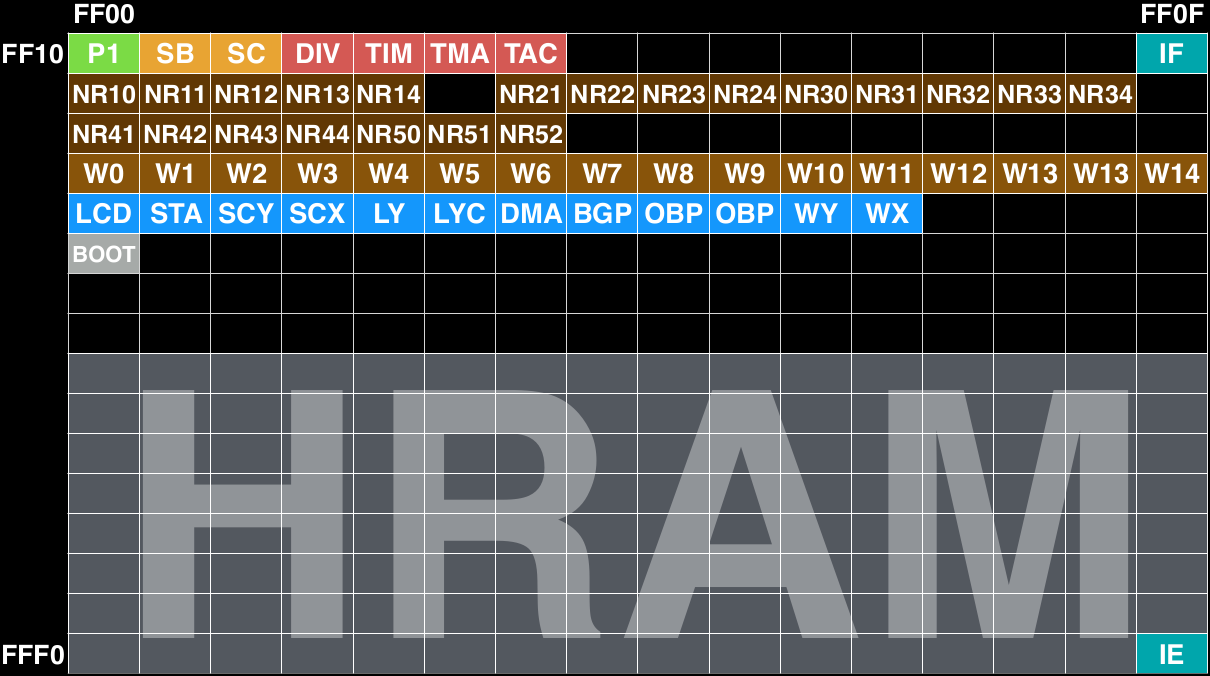 FF00 FF0F
FF10 P1 SB SC DIV TIM TMA TAC IF
NR10 NR11 NR12 NR13 NR14 NR21 NR22 NR23 NR24 NR30 NR31 NR32 NR33 NR34
NR41 NR42 NR43 NR44 NR50 NR51 NR52
W0 W1 W2 W3 W4 W5 W6 W7 W8 W9 W10 W11 W12 W13 W13 W14
LCD STA SCY SCX LY LYC DMA BGP OBP OBP WY WX
BOOT
HRAM
FFF0 IE